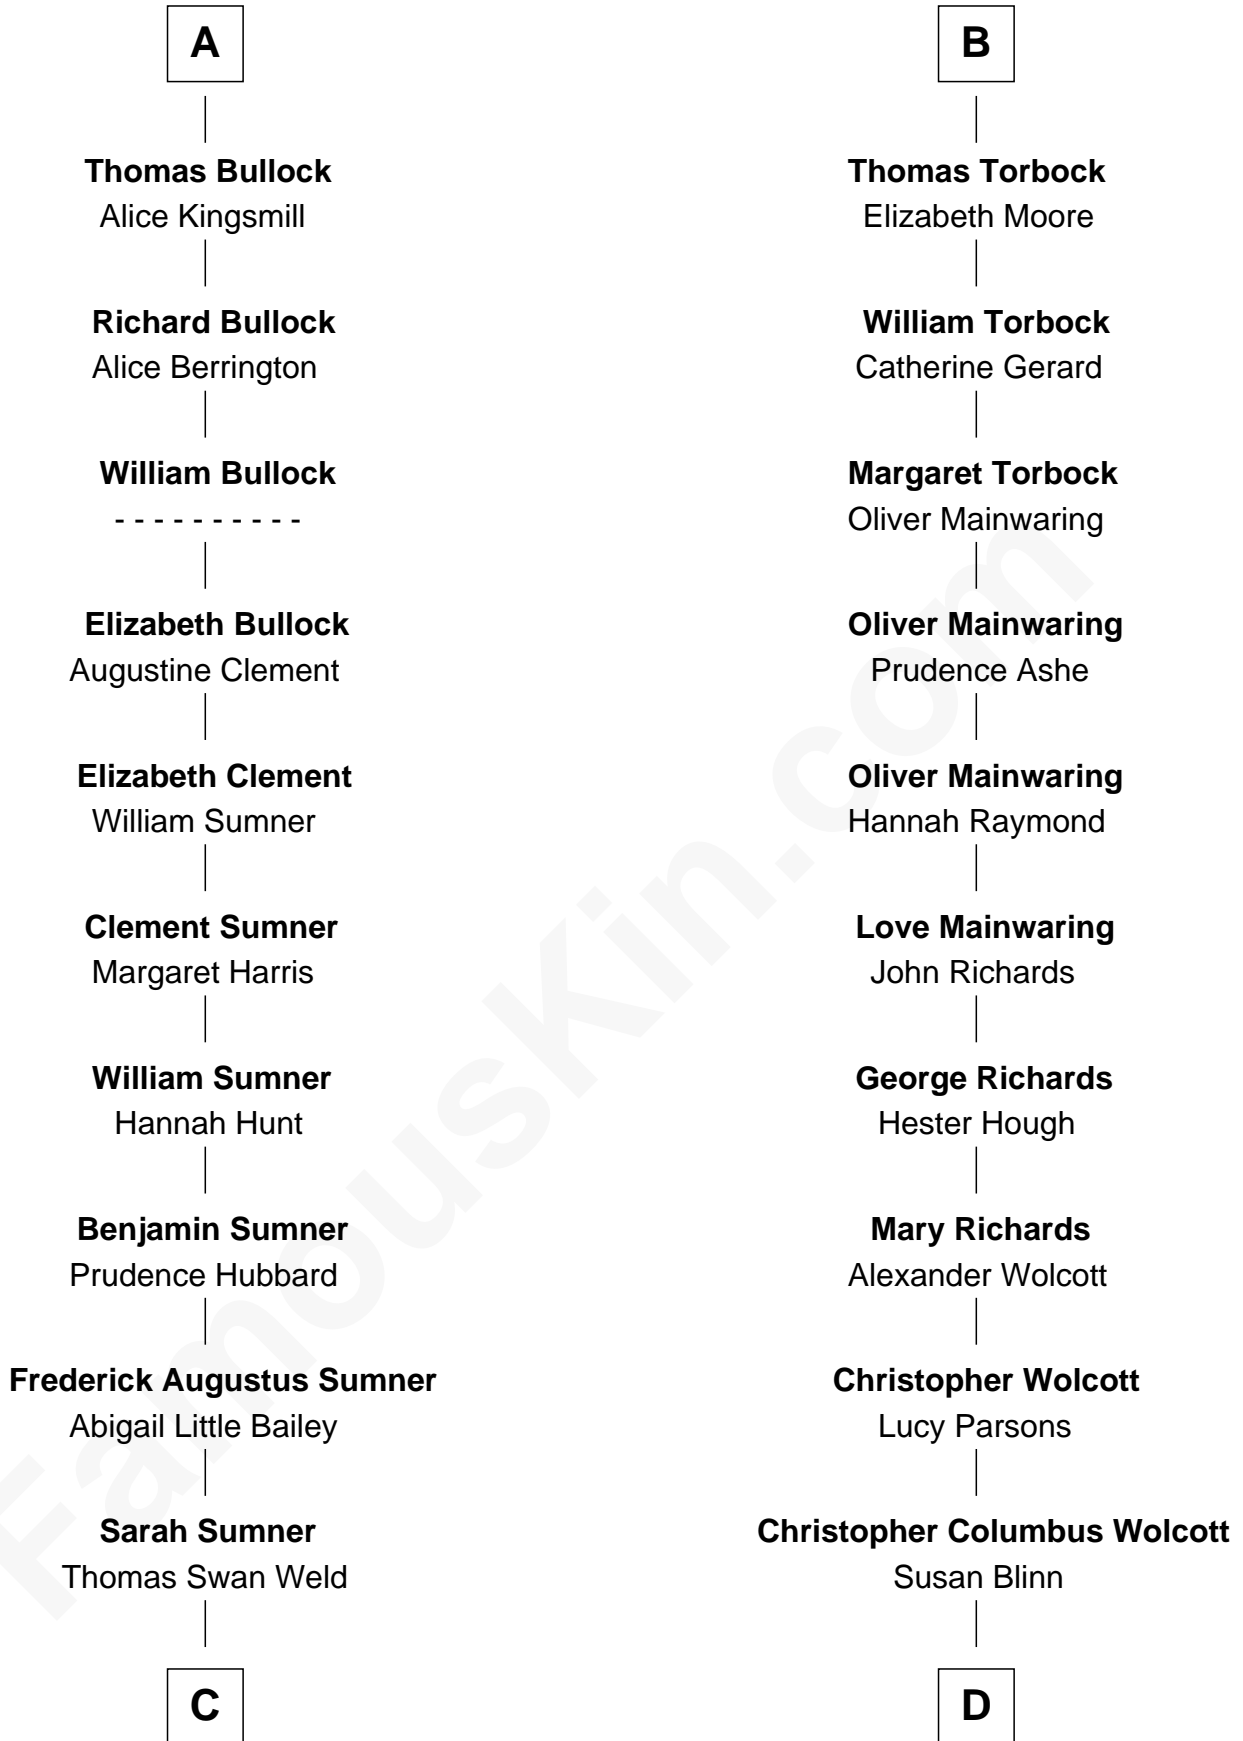 A
Thomas Bullock
Alice Kingsmill
Richard Bullock
Alice Berrington
William Bullock
- - - - - - - - - -
Elizabeth Bullock
Augustine Clement
Elizabeth Clement
William Sumner
Clement Sumner
Margaret Harris
William Sumner
Hannah Hunt
Benjamin Sumner
Prudence Hubbard
Frederick Augustus Sumner
Abigail Little Bailey
Sarah Sumner
Thomas Swan Weld
C
B
Thomas Torbock
Elizabeth Moore
William Torbock
Catherine Gerard
Margaret Torbock
Oliver Mainwaring
Oliver Mainwaring
Prudence Ashe
Oliver Mainwaring
Hannah Raymond
Love Mainwaring
John Richards
George Richards
Hester Hough
Mary Richards
Alexander Wolcott
Christopher Wolcott
Lucy Parsons
Christopher Columbus Wolcott
Susan Blinn
D
FamousKin.com